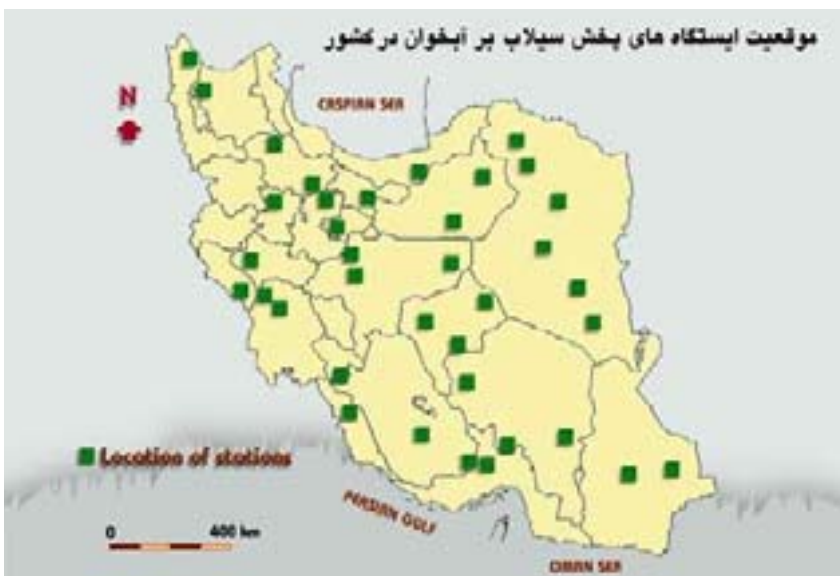 موقعیت ایستگاه های پخش سیلاب بر آبخوان در کشور
N
CASPIAN SEA
Location of stations
PERSIAN GULF
0 400 km
OMAN SEA